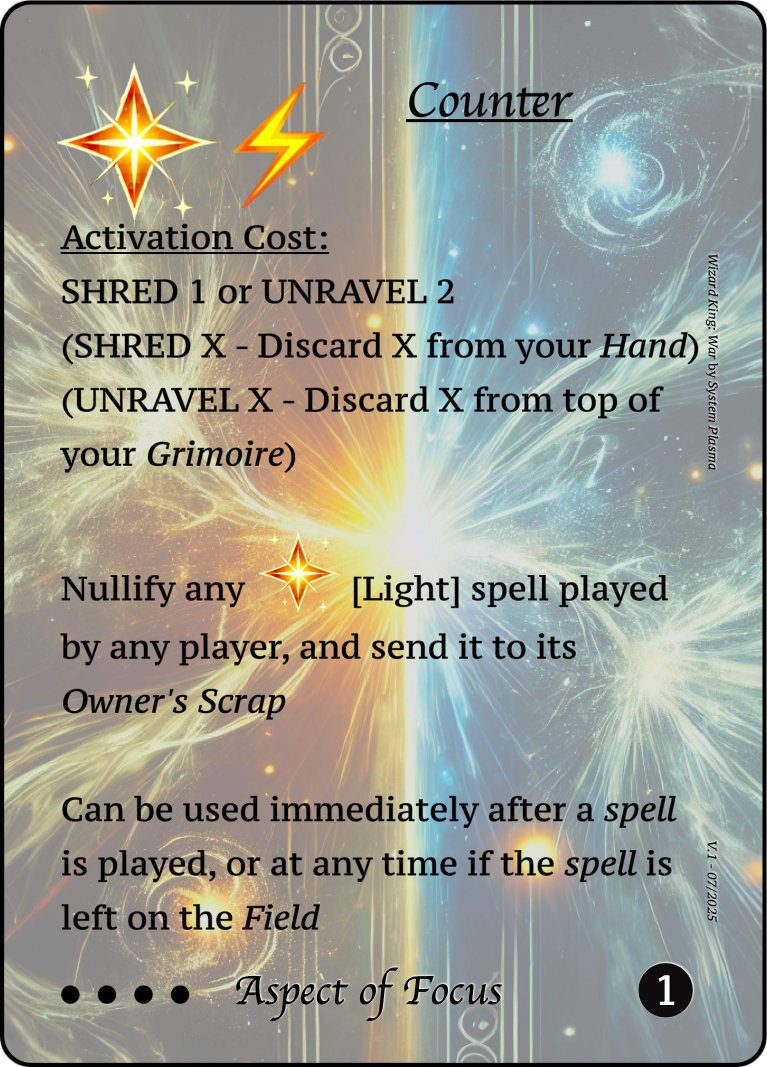 Counter
Activation Cost:
SHRED 1 or UNRAVEL 2
(SHRED X - Discard X from your Hand)
(UNRAVEL X - Discard X from top of
your Grimoire)
Nullify any [Light] spell played
by any player, and send it to its
Owner's Scrap
Can be used immediately after a spell
is played, or at any time if the spell is
left on the Field
Aspect of Focus
1
Wizard King: War by System Plasma
V.1 - 07/2025